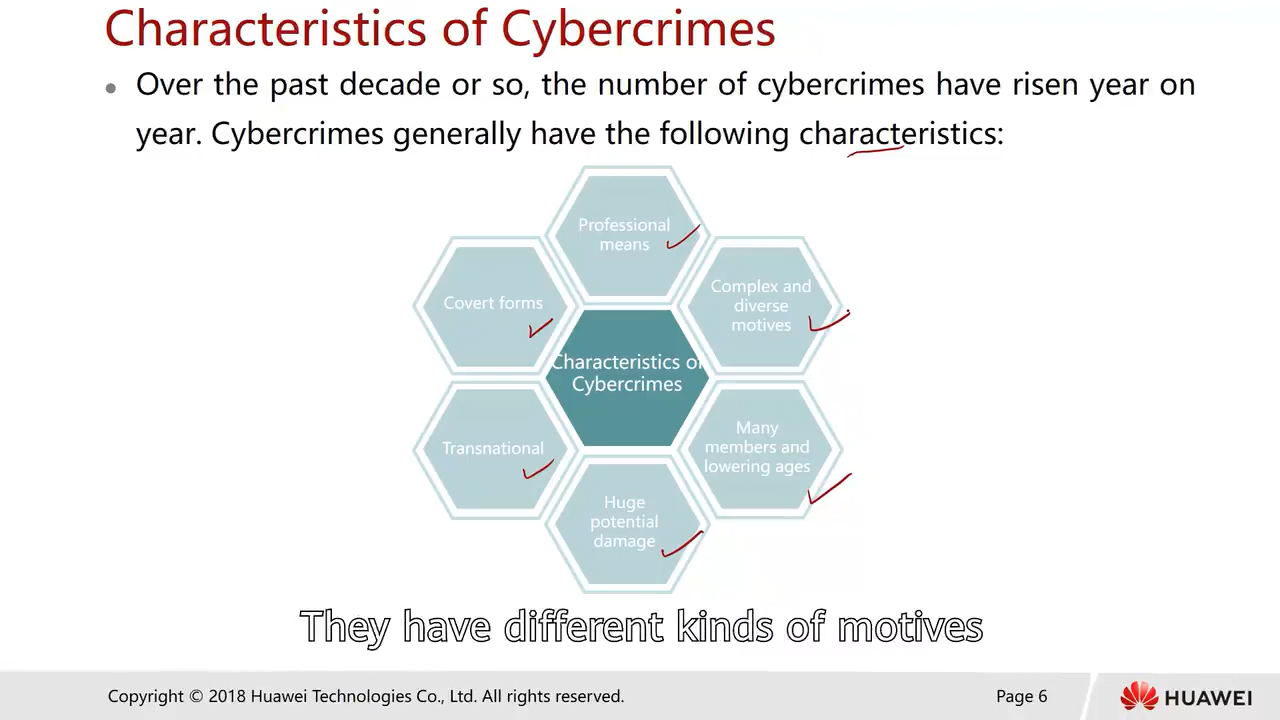 Characteristics of Cybercrimes
• Over the past decade or so, the number of cybercrimes have risen year on
year. Cybercrimes generally have the following characteristics:
Professional
means
Complex and
diverse
motives
Covert forms
Characteristics of
Cybercrimes
Many
members and
lowering ages
Transnational
Huge
potential
damage
They have different kinds of motives
Copyright © 2018 Huawei Technologies Co., Ltd. All rights reserved.
Page 6
HUAWEI